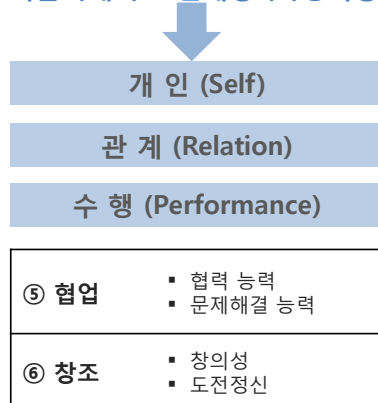 개 인 (Self)
관 계 (Relation)
수 행 (Performance)
⑤ 협업
▪ 협력 능력
▪ 문제해결 능력
⑥ 창조
▪ 창의성
▪ 도전정신